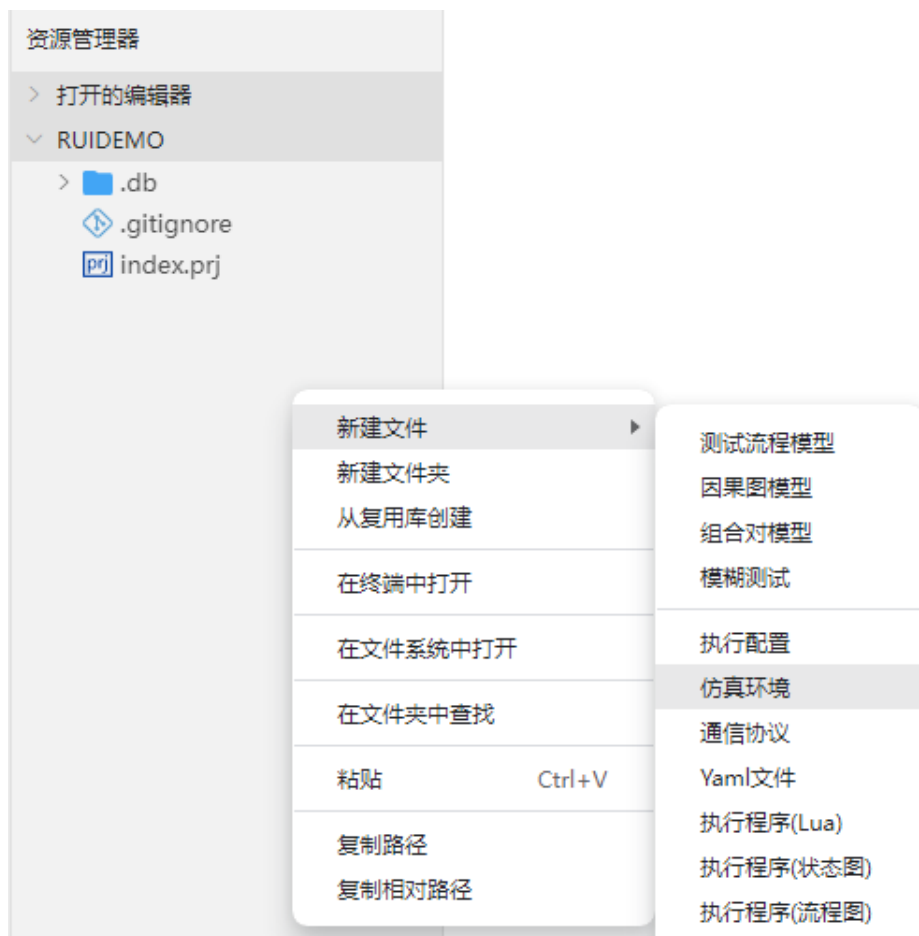 资源管理器
打开的编辑器
RUIDEMO
.db
.gitignore
prj index.prj
新建文件
新建文件夹
从复用库创建
在终端中打开
在文件系统中打开
在文件夹中查找
粘贴 Ctrl+V
复制路径
复制相对路径
测试流程模型
因果图模型
组合对模型
模糊测试
执行配置
仿真环境
通信协议
Yaml文件
执行程序(Lua)
执行程序(状态图)
执行程序(流程图)